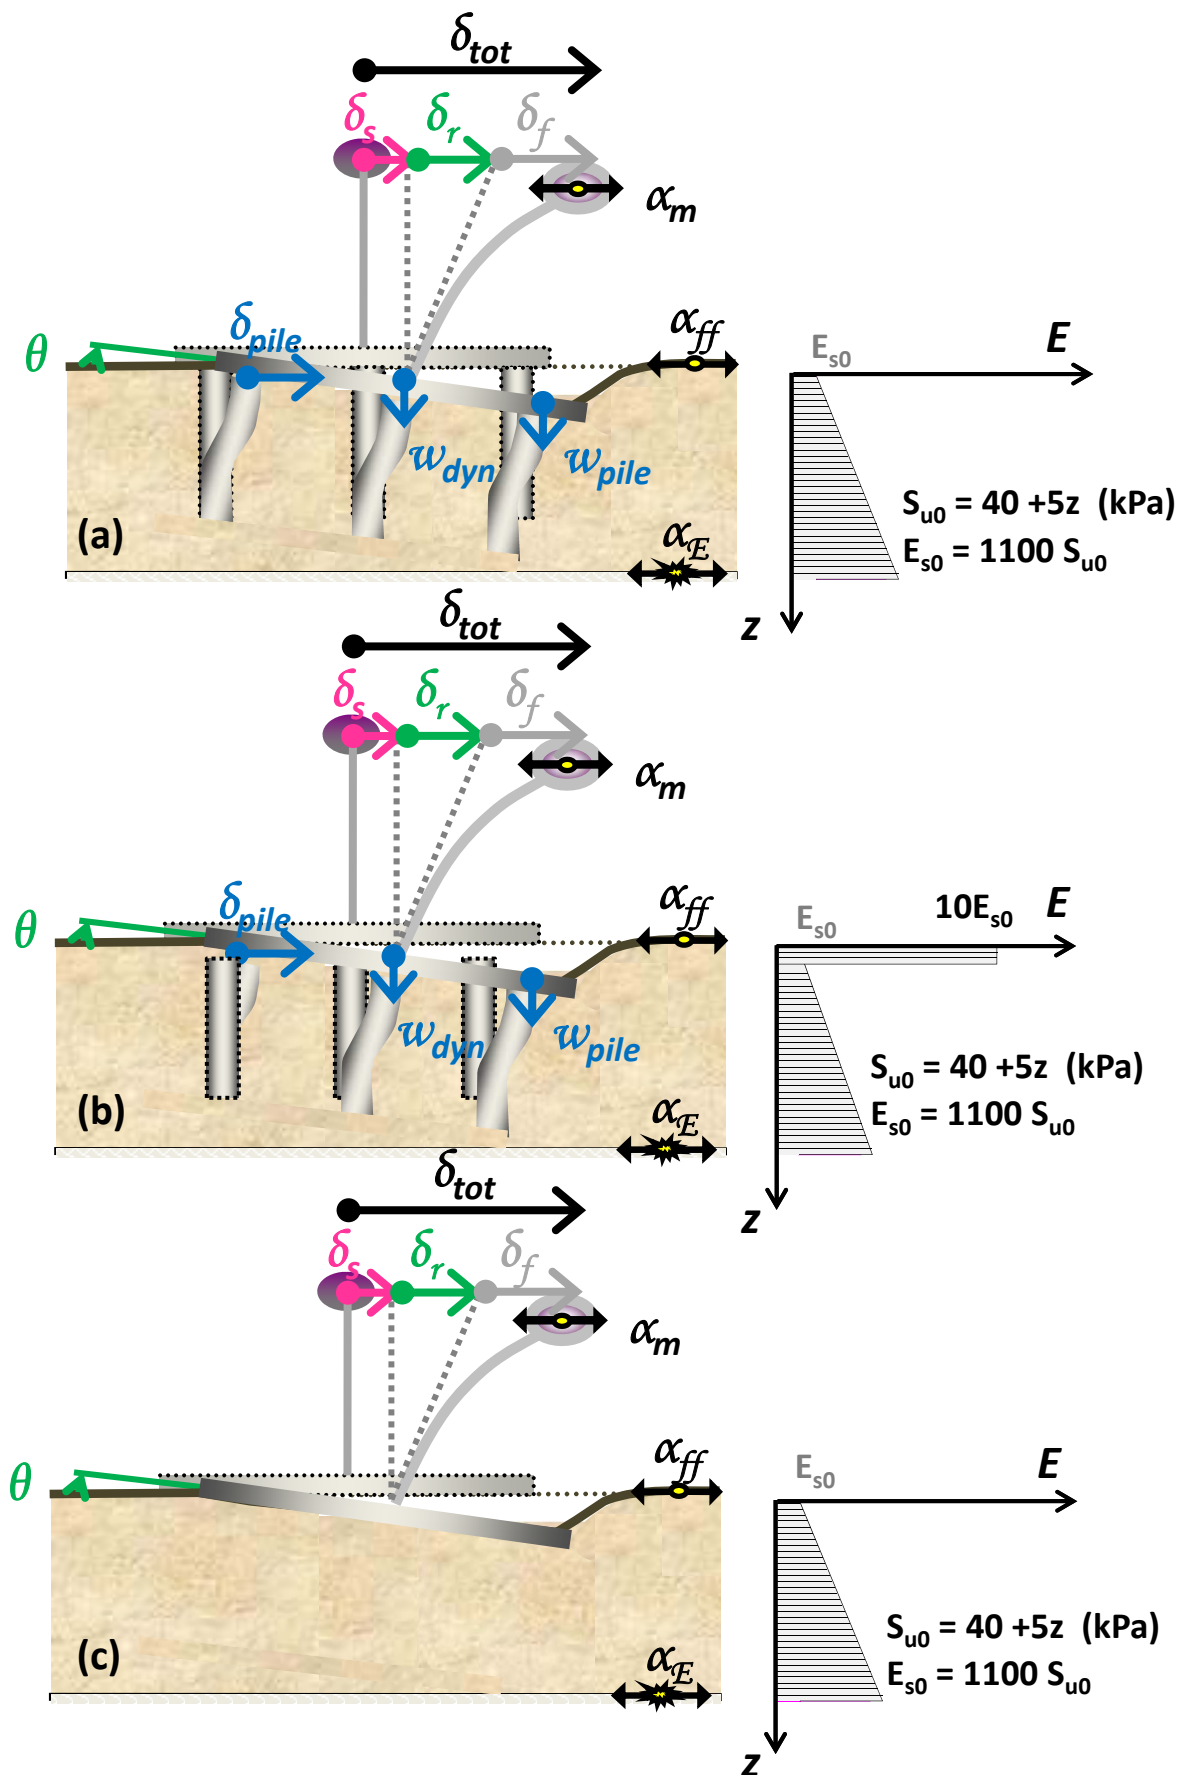 δtot
δs δr δf
αm
δpile αff
θ
Es0 E
wdyn wpile
Su0 = 40 +5z (kPa)
(a) αE
Es0 = 1100 Su0
z
δtot
δs δr δf
αm
δpile αff
θ
Es0 10Es0 E
wdyn wpile
Su0 = 40 +5z (kPa)
(b) αE
Es0 = 1100 Su0
z
δtot
δs δr δf
αm
αff
θ
Es0 E
Su0 = 40 +5z (kPa)
(c) αE
Es0 = 1100 Su0
z